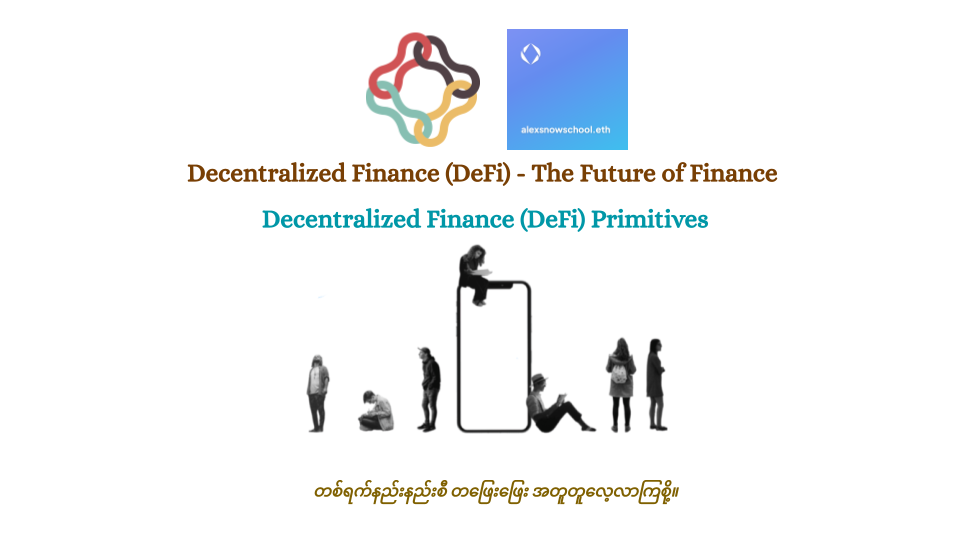 alexsnowschool.eth
Decentralized Finance (DeFi) - The Future of Finance
Decentralized Finance (DeFi) Primitives
တစ်ရက်နည်းနည်းစီ တဖြေးဖြေး အတူတူလေ့လာကြစို့။